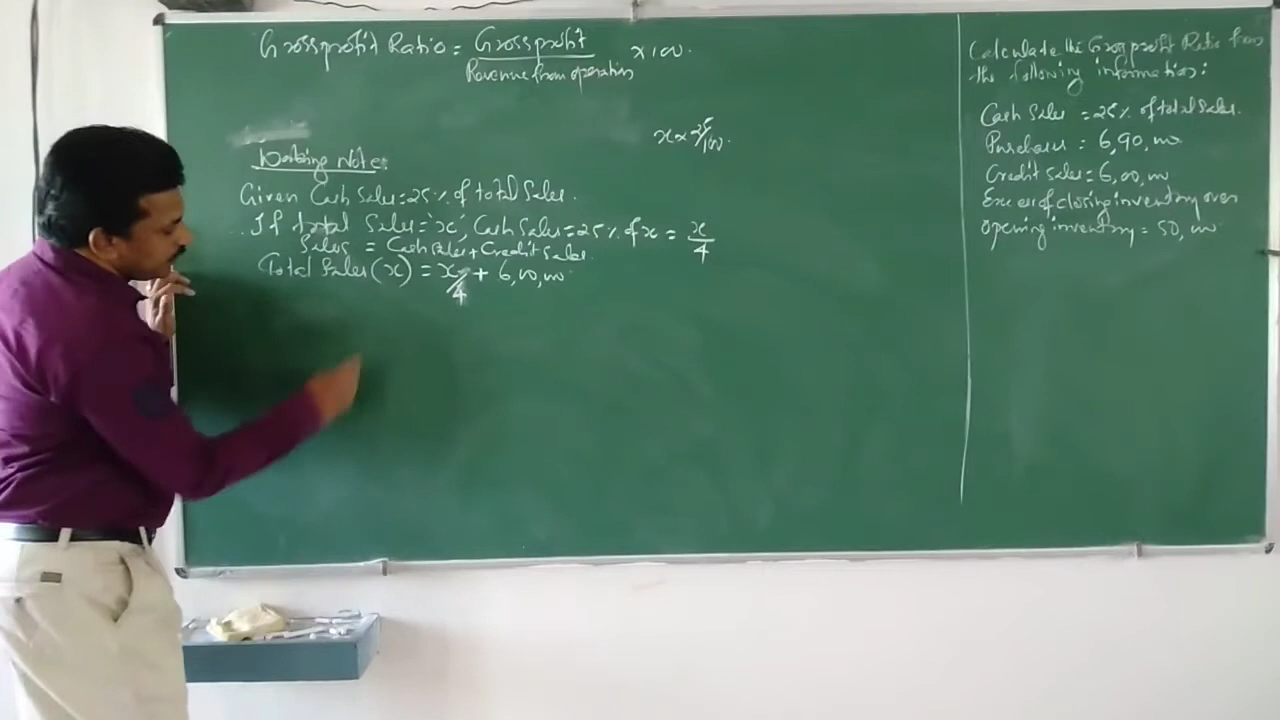 Gross profit Ratio = Gross profit / Revenue from operations × 100.
x × 25/100.
Working Note:
Given Cash Sales = 25% of total Sales.
∴ If total Sales = 'x', Cash Sales = 25% of x = x/4
Sales = Cash Sales + Credit Sales.
Total Sales (x) = x/4 + 6,00,000
Calculate the Gross profit Ratio from
the following information:
Cash Sales = 25% of total Sales.
Purchases = 6,90,000
Credit Sales = 6,00,000
Excess of closing inventory over
opening inventory = 50,000